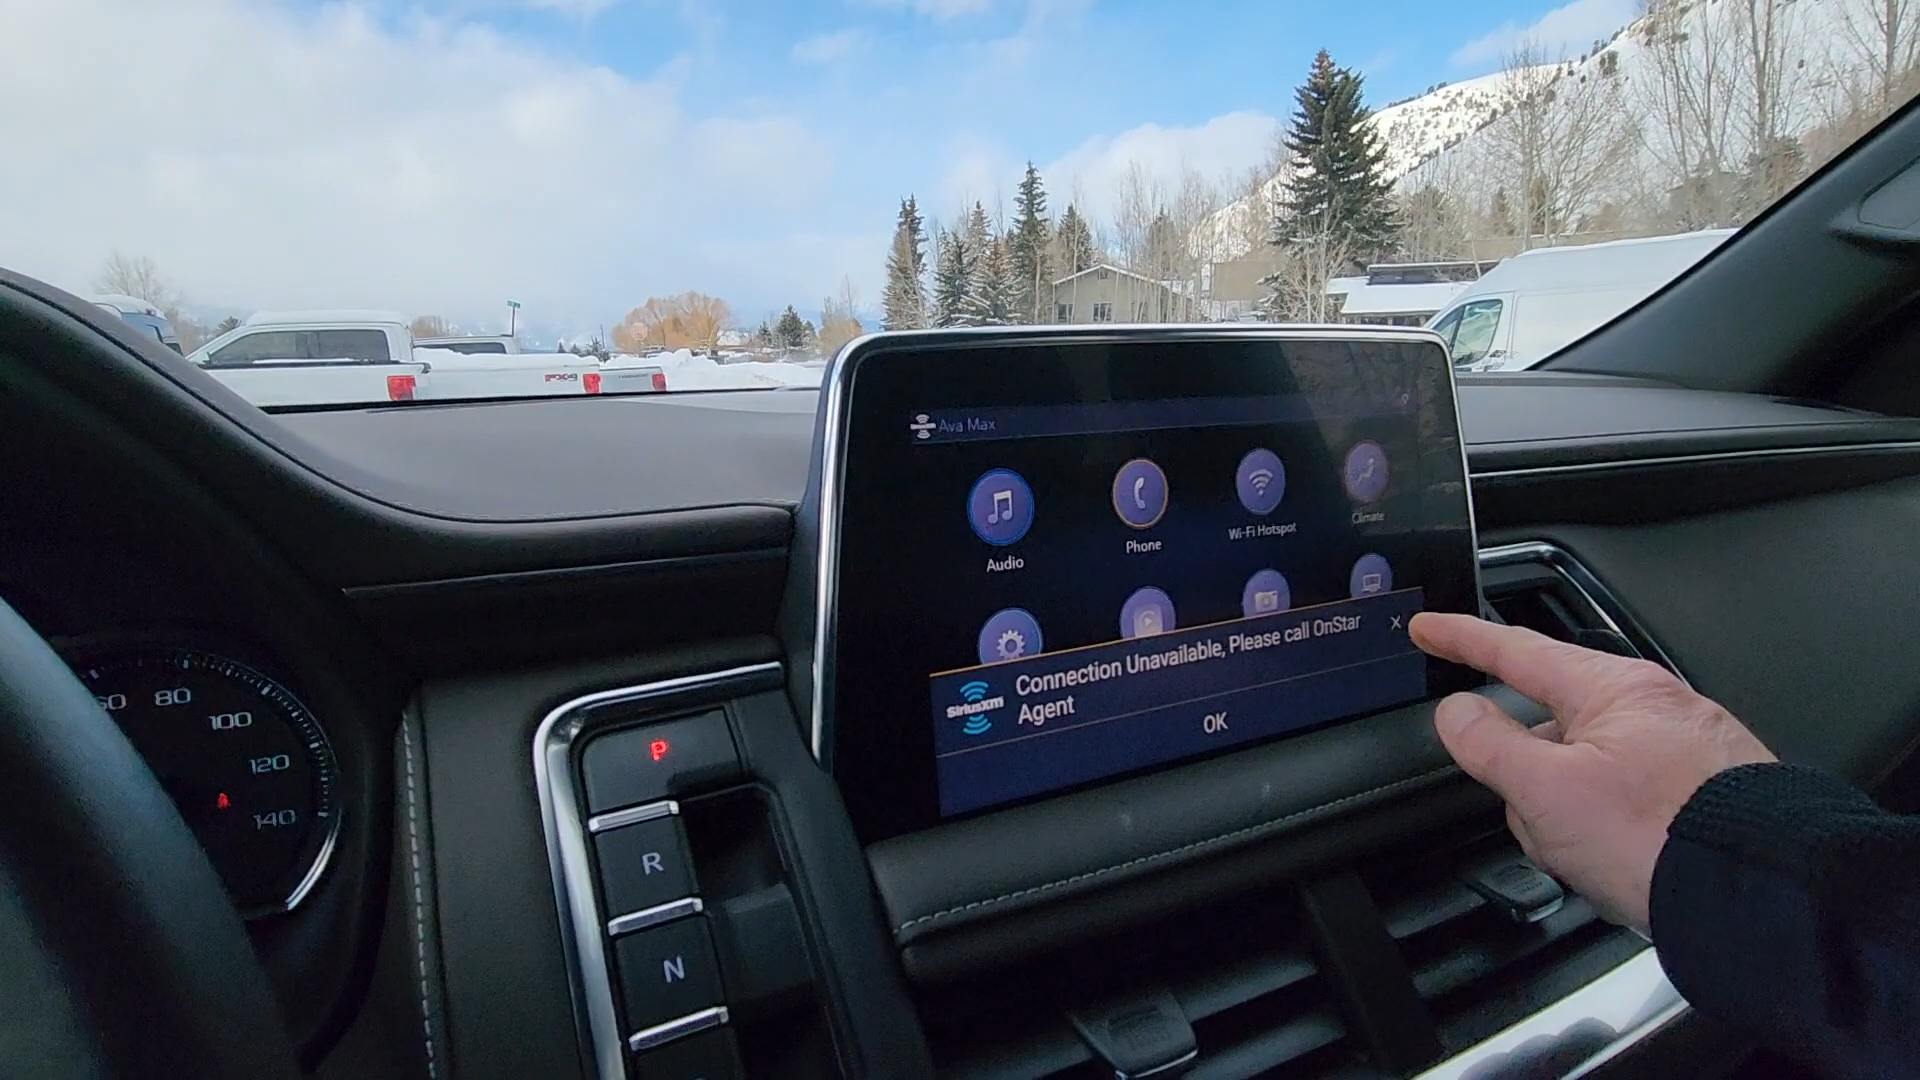 FX4
Ava Max
Audio
Phone
Wi-Fi Hotspot
Climate
siriusxm
Connection Unavailable, Please call OnStar
Agent
X
OK
80
100
120
140
P
R
N